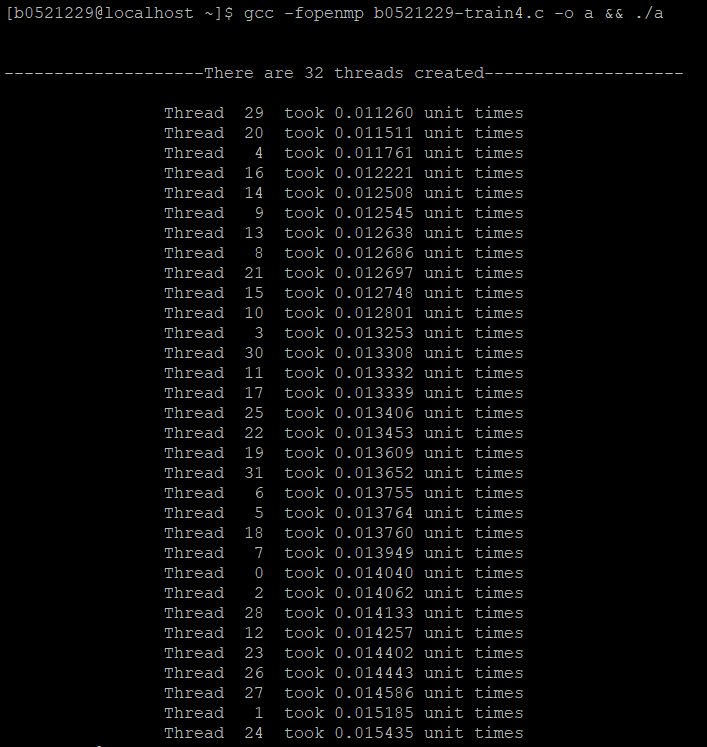 [b0521229@localhost ~]$ gcc -fopenmp b0521229-train4.c -o a && ./a
--------------------There are 32 threads created--------------------
Thread  29  took 0.011260 unit times
Thread  20  took 0.011511 unit times
Thread   4  took 0.011761 unit times
Thread  16  took 0.012221 unit times
Thread  14  took 0.012508 unit times
Thread   9  took 0.012545 unit times
Thread  13  took 0.012638 unit times
Thread   8  took 0.012686 unit times
Thread  21  took 0.012697 unit times
Thread  15  took 0.012748 unit times
Thread  10  took 0.012801 unit times
Thread   3  took 0.013253 unit times
Thread  30  took 0.013308 unit times
Thread  11  took 0.013332 unit times
Thread  17  took 0.013339 unit times
Thread  25  took 0.013406 unit times
Thread  22  took 0.013453 unit times
Thread  19  took 0.013609 unit times
Thread  31  took 0.013652 unit times
Thread   6  took 0.013755 unit times
Thread   5  took 0.013764 unit times
Thread  18  took 0.013760 unit times
Thread   7  took 0.013949 unit times
Thread   0  took 0.014040 unit times
Thread   2  took 0.014062 unit times
Thread  28  took 0.014133 unit times
Thread  12  took 0.014257 unit times
Thread  23  took 0.014402 unit times
Thread  26  took 0.014443 unit times
Thread  27  took 0.014586 unit times
Thread   1  took 0.015185 unit times
Thread  24  took 0.015435 unit times